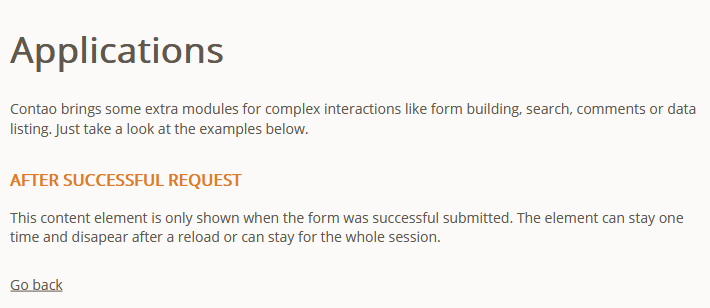 Applications
Contao brings some extra modules for complex interactions like form building, search, comments or data
listing. Just take a look at the examples below.
AFTER SUCCESSFUL REQUEST
This content element is only shown when the form was successful submitted. The element can stay one
time and disapear after a reload or can stay for the whole session.
Go back